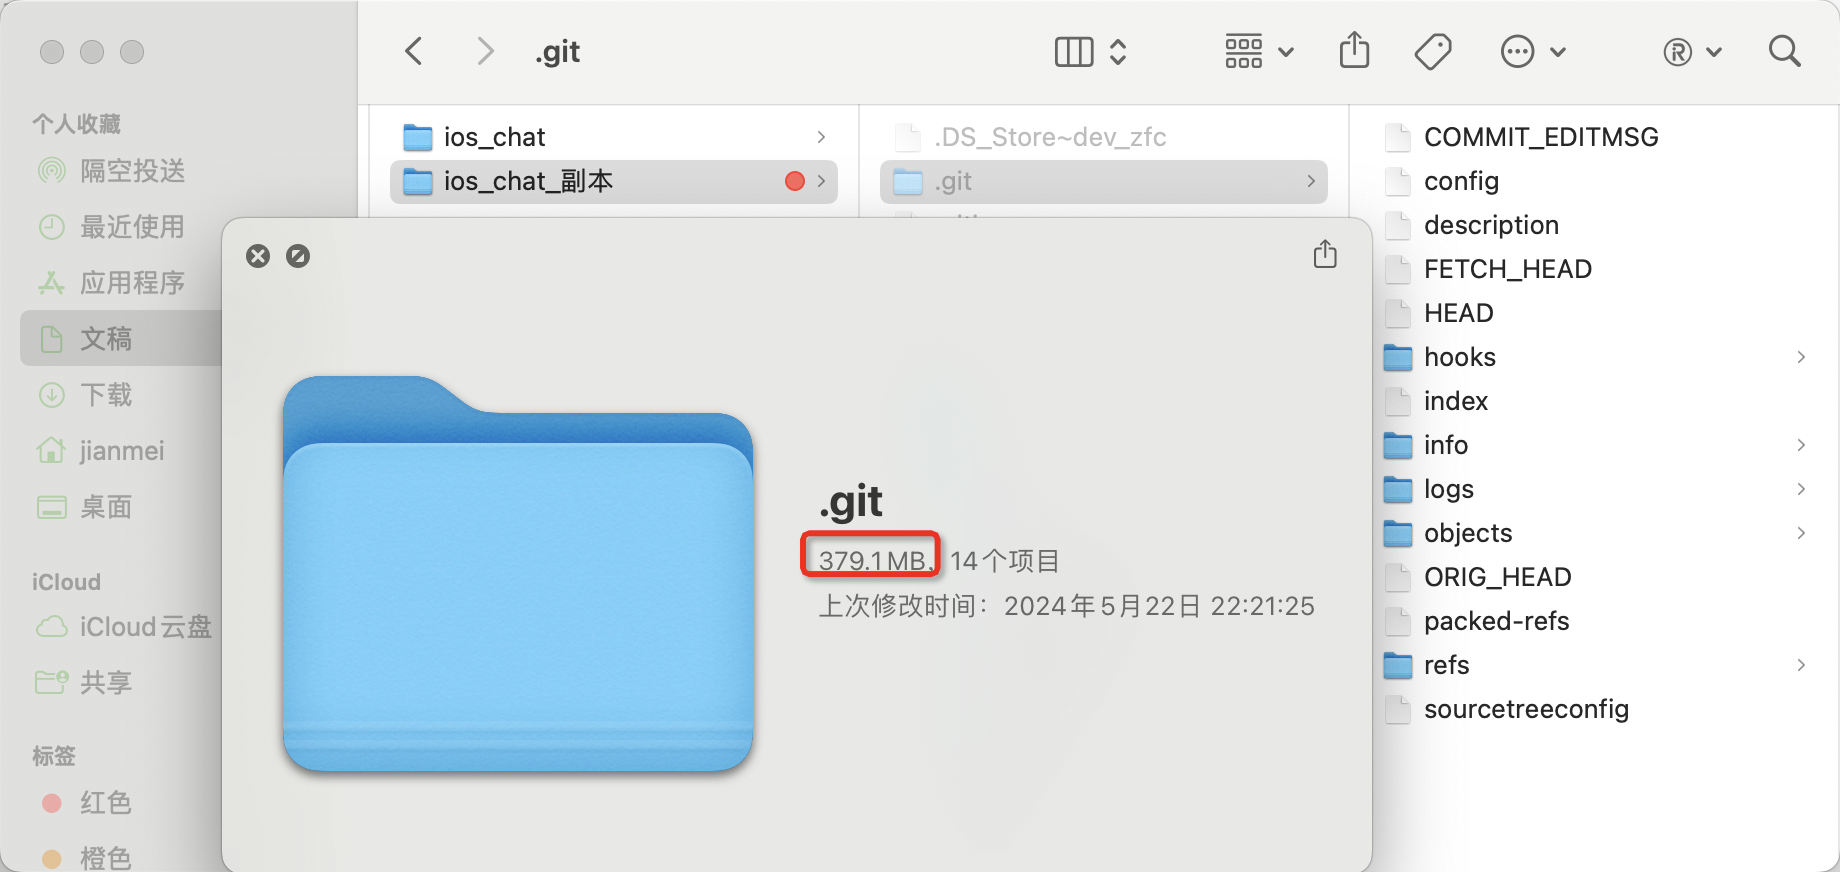 .git
个人收藏
隔空投送
最近使用
应用程序
文稿
下载
jianmei
桌面
iCloud
iCloud云盘
共享
标签
红色
橙色
ios_chat
ios_chat_副本
.DS_Store~dev_zfc
.git
COMMIT_EDITMSG
config
description
FETCH_HEAD
HEAD
hooks
index
info
logs
objects
ORIG_HEAD
packed-refs
refs
sourcetreeconfig
.git
379.1 MB, 14个项目
上次修改时间：2024年5月22日 22:21:25